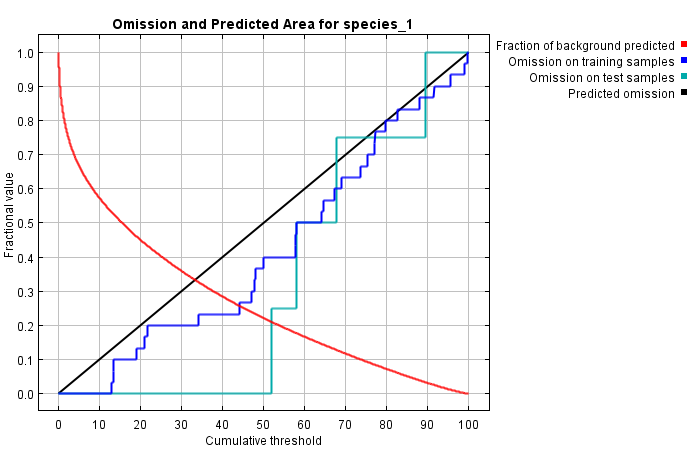 Omission and Predicted Area for species_1
Fraction of background predicted
Omission on training samples
Omission on test samples
Predicted omission
Fractional value
1.0
0.9
0.8
0.7
0.6
0.5
0.4
0.3
0.2
0.1
0.0
0 10 20 30 40 50 60 70 80 90 100
Cumulative threshold